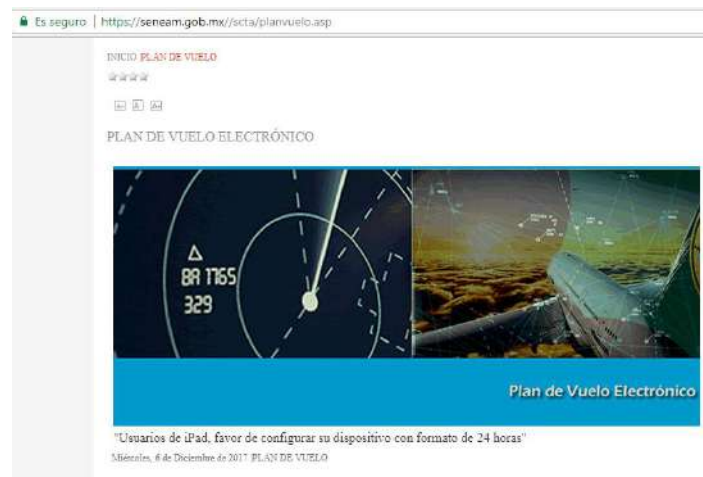 Es seguro | https://seneam.gob.mx//scta/planvuelo.asp
INICIO PLAN DE VUELO
A- A A+
PLAN DE VUELO ELECTRÓNICO
8A 1765
329
Plan de Vuelo Electrónico
"Usuarios de iPad, favor de configurar su dispositivo con formato de 24 horas"
Miércoles, 6 de Diciembre de 2017 |PLAN DE VUELO